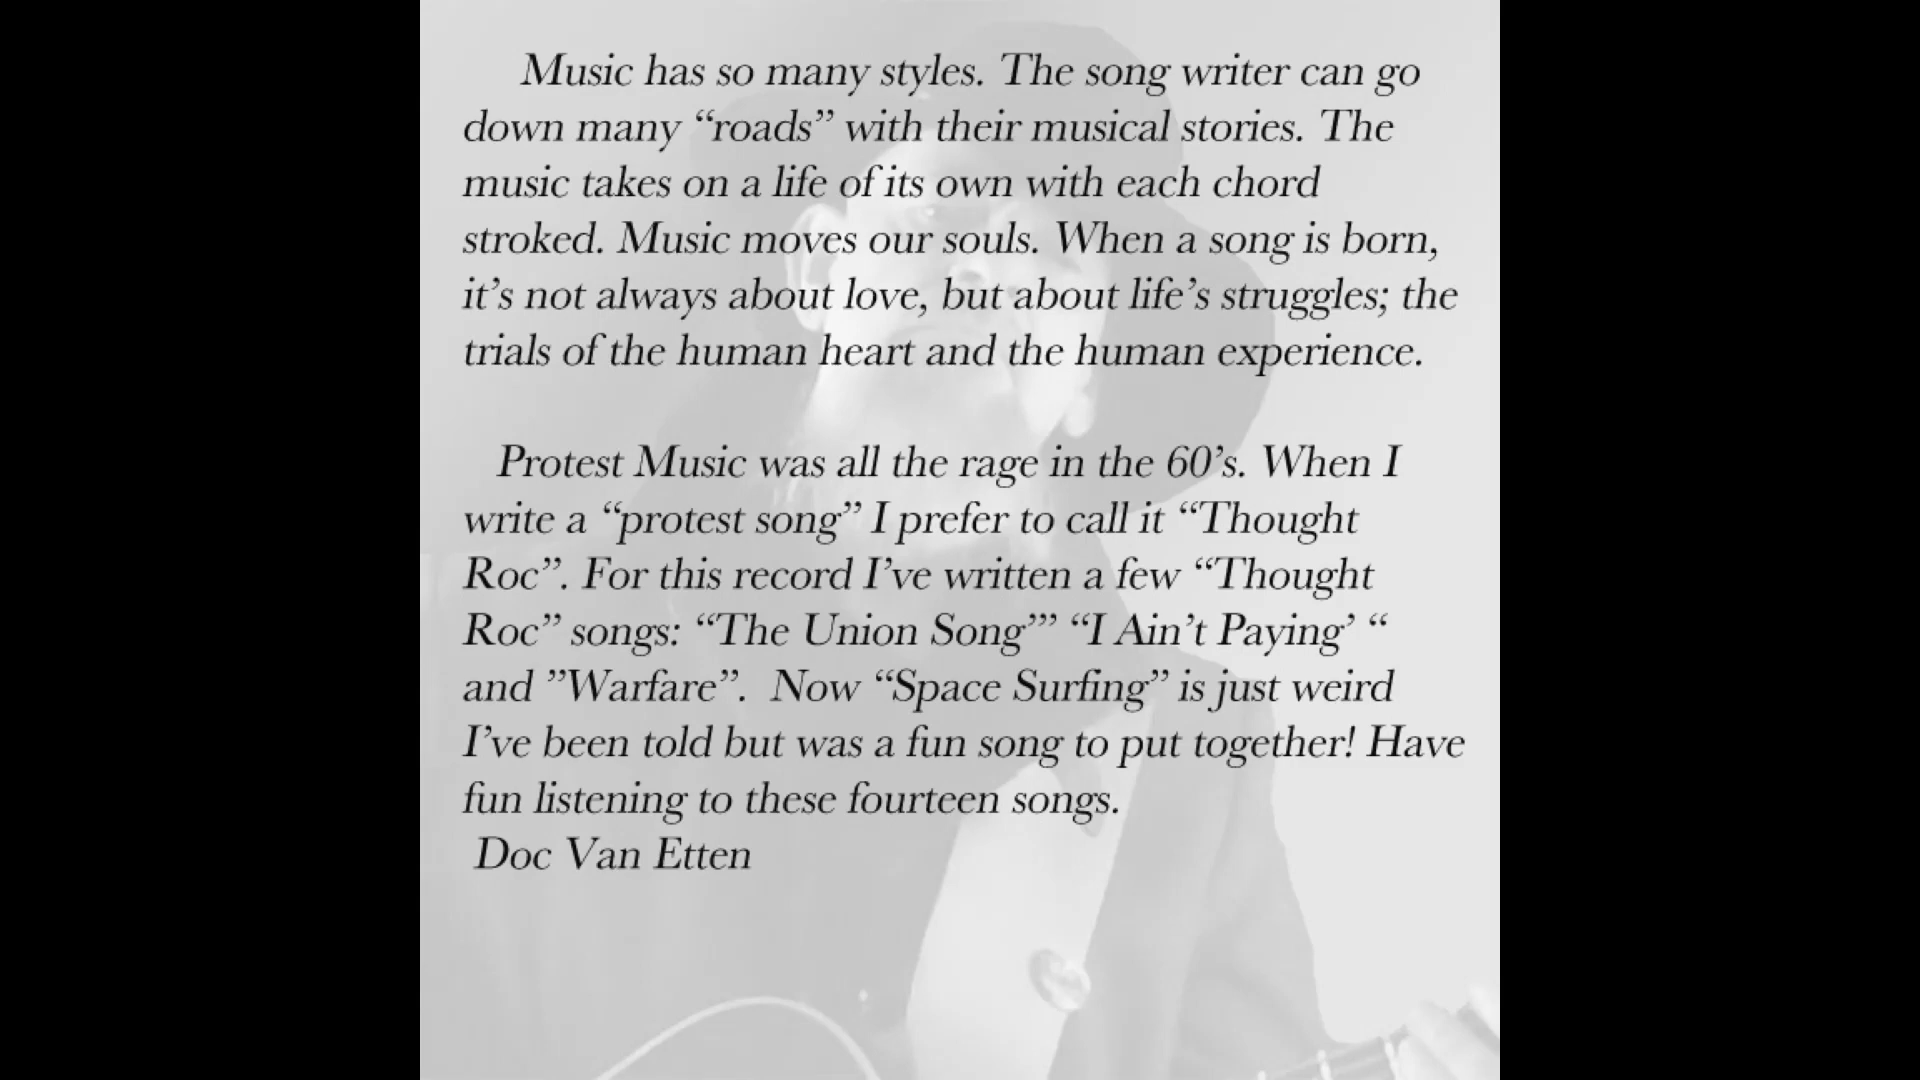 Music has so many styles. The song writer can go
down many “roads” with their musical stories. The
music takes on a life of its own with each chord
stroked. Music moves our souls. When a song is born,
it’s not always about love, but about life’s struggles; the
trials of the human heart and the human experience.
Protest Music was all the rage in the 60’s. When I
write a “protest song” I prefer to call it “Thought
Roc”. For this record I’ve written a few “Thought
Roc” songs: “The Union Song”’ “I Ain’t Paying’ “
and ”Warfare”. Now “Space Surfing” is just weird
I’ve been told but was a fun song to put together! Have
fun listening to these fourteen songs.
Doc Van Etten